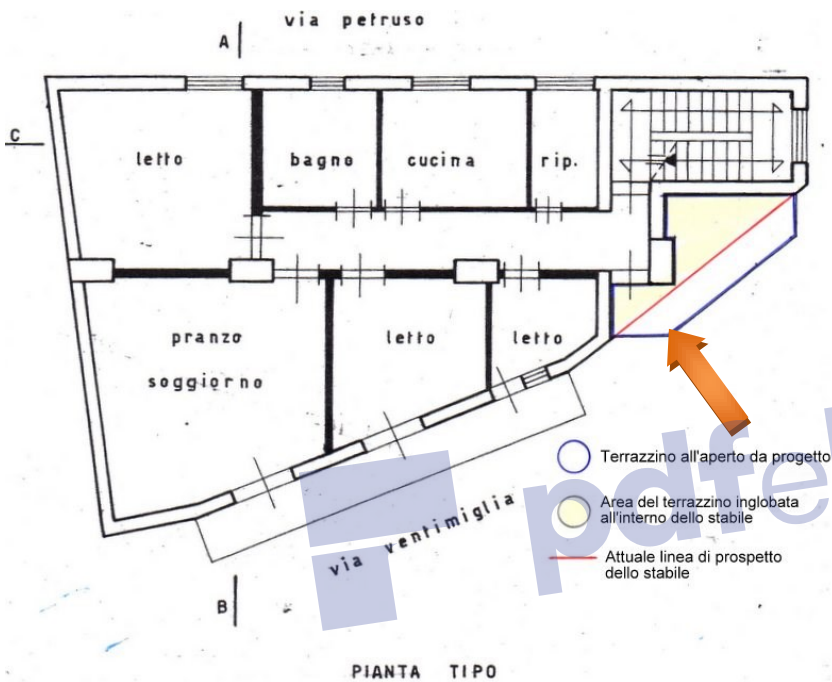 via petruso
A
C
letto
bagno
cucina
rip.
pranzo
soggiorno
letto
letto
via ventimiglia
B
Terrazzino all'aperto da progetto
Area del terrazzino inglobata
all'interno dello stabile
Attuale linea di prospetto
dello stabile
PIANTA TIPO